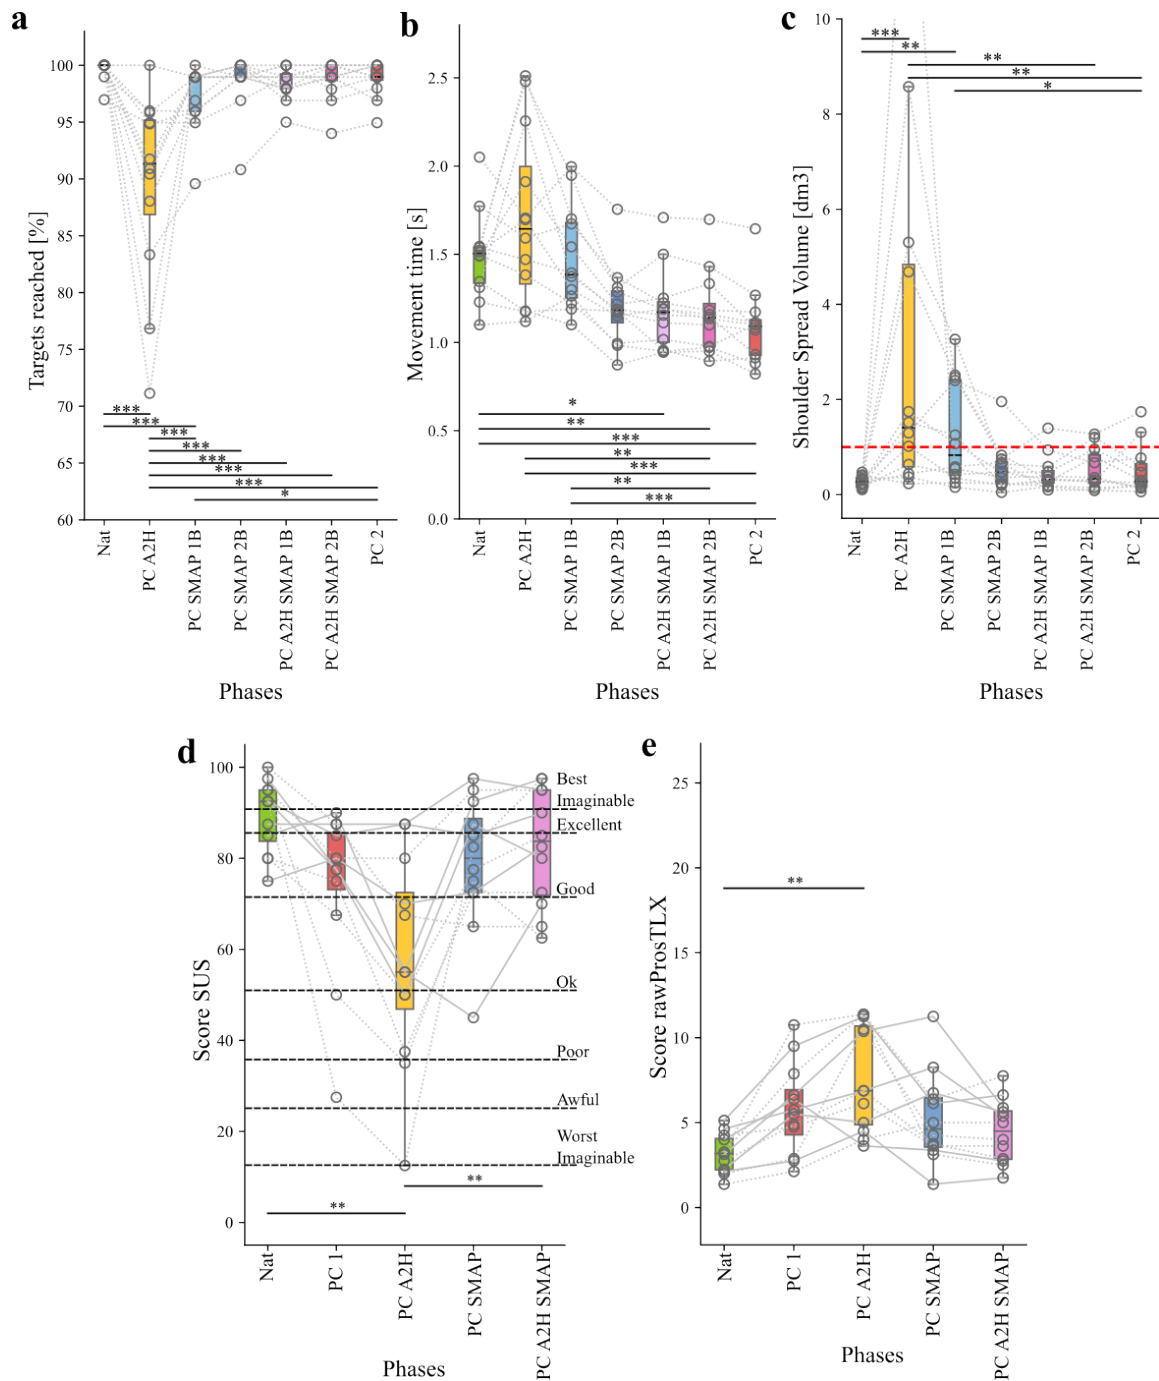 a
Targets reached [%]
100
95
90
85
80
75
70
65
60
***
***
***
***
***
***
***
*
Nat
PC A2H
PC SMAP 1B
PC SMAP 2B
PC A2H SMAP 1B
PC A2H SMAP 2B
PC 2
Phases
b
Movement time [s]
2.5
2.0
1.5
1.0
0.5
0.0
*
**
***
**
***
**
***
Nat
PC A2H
PC SMAP 1B
PC SMAP 2B
PC A2H SMAP 1B
PC A2H SMAP 2B
PC 2
Phases
c
Shoulder Spread Volume [dm3]
10
8
6
4
2
0
***
**
**
**
*
Nat
PC A2H
PC SMAP 1B
PC SMAP 2B
PC A2H SMAP 1B
PC A2H SMAP 2B
PC 2
Phases
d
Score SUS
100
80
60
40
20
0
Best
Imaginable
Excellent
Good
Ok
Poor
Awful
Worst
Imaginable
**
**
Nat
PC 1
PC A2H
PC SMAP
PC A2H SMAP
Phases
e
Score rawProsTLX
25
20
15
10
5
0
**
Nat
PC 1
PC A2H
PC SMAP
PC A2H SMAP
Phases